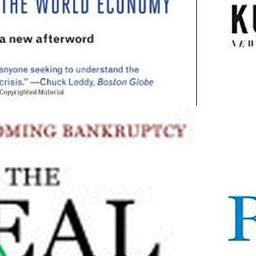 THE WORLD ECONOMY
a new afterword
anyone seeking to understand the
crisis." —Chuck Leddy, Boston Globe
Copyrighted Material
OMING BANKRUPTCY
THE
EAL